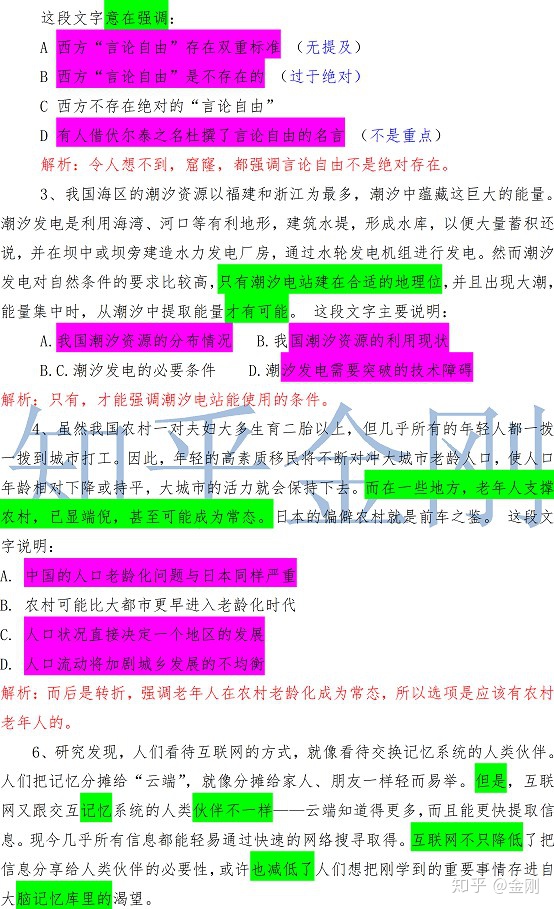 这段文字意在强调：
A 西方“言论自由”存在双重标准 （无提及）
B 西方“言论自由”是不存在的 （过于绝对）
C 西方不存在绝对的“言论自由”
D 有人借伏尔泰之名杜撰了言论自由的名言 （不是重点）
解析：令人想不到，窟窿，都强调言论自由不是绝对存在。
3、我国海区的潮汐资源以福建和浙江为最多，潮汐中蕴藏这巨大的能量。
潮汐发电是利用海湾、河口等有利地形，建筑水堤，形成水库，以便大量蓄积还
说，并在坝中或坝旁建造水力发电厂房，通过水轮发电机组进行发电。然而潮汐
发电对自然条件的要求比较高，只有潮汐电站建在合适的地理位，并且出现大潮，
能量集中时，从潮汐中提取能量才有可能。 这段文字主要说明：
A.我国潮汐资源的分布情况 B.我国潮汐资源的利用现状
B.C.潮汐发电的必要条件 D.潮汐发电需要突破的技术障碍
解析：只有，才能强调潮汐电站能使用的条件。
4、虽然我国农村一对夫妇大多生育二胎以上，但几乎所有的年轻人都一拨
一拨到城市打工。因此，年轻的高素质移民将不断对冲大城市老龄人口，使人口
年龄相对下降或持平，大城市的活力就会保持下去。而在一些地方，老年人支撑
农村，已显端倪，甚至可能成为常态。日本的偏僻农村就是前车之鉴。 这段文
字说明：
A. 中国的人口老龄化问题与日本同样严重
B. 农村可能比大都市更早进入老龄化时代
C. 人口状况直接决定一个地区的发展
D. 人口流动将加剧城乡发展的不均衡
解析：而后是转折，强调老年人在农村老龄化成为常态，所以选项是应该有农村
老年人的。
6、研究发现，人们看待互联网的方式，就像看待交换记忆系统的人类伙伴。
人们把记忆分摊给“云端”，就像分摊给家人、朋友一样轻而易举。但是，互联
网又跟交互记忆系统的人类伙伴不一样——云端知道得更多，而且能更快提取信
息。现今几乎所有信息都能轻易通过快速的网络搜寻取得。互联网不只降低了把
信息分享给人类伙伴的必要性，或许也减低了人们想把刚学到的重要事情存进自
大脑记忆库里的渴望。
知乎金刚
知乎 @金刚